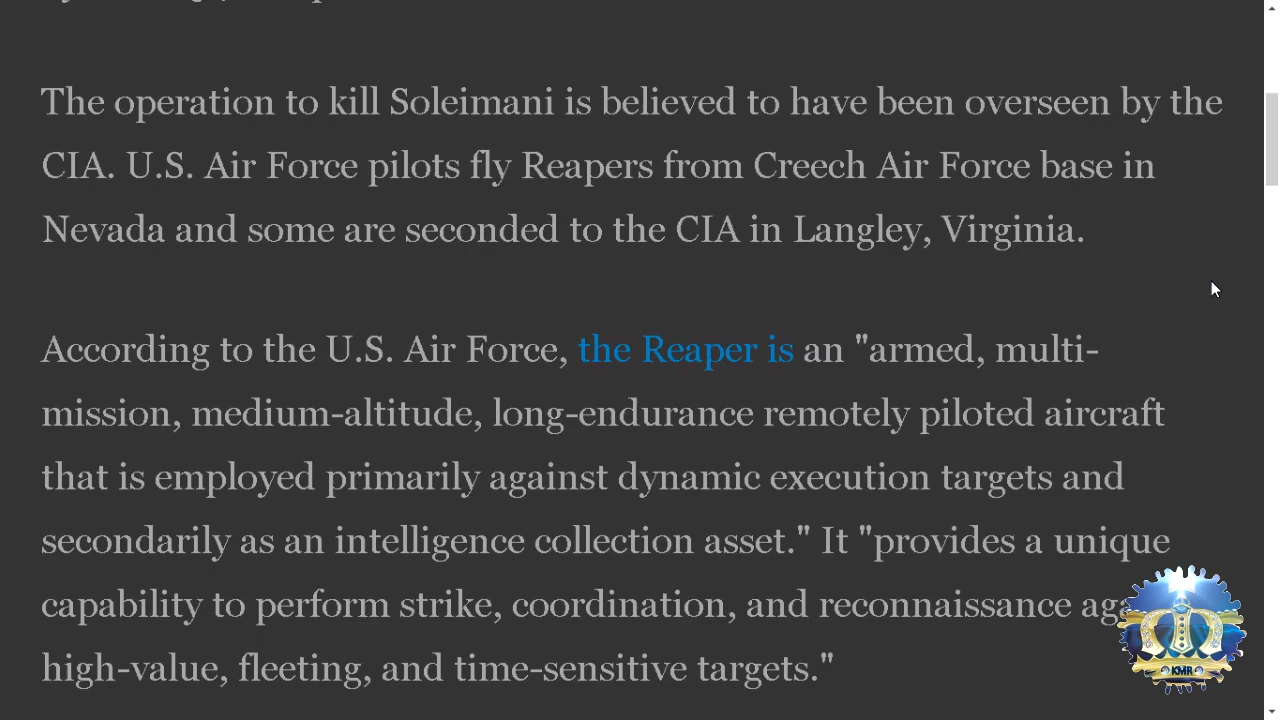 The operation to kill Soleimani is believed to have been overseen by the
CIA. U.S. Air Force pilots fly Reapers from Creech Air Force base in
Nevada and some are seconded to the CIA in Langley, Virginia.
According to the U.S. Air Force, the Reaper is an "armed, multi-
mission, medium-altitude, long-endurance remotely piloted aircraft
that is employed primarily against dynamic execution targets and
secondarily as an intelligence collection asset." It "provides a unique
capability to perform strike, coordination, and reconnaissance
high-value, fleeting, and time-sensitive targets."
KMR